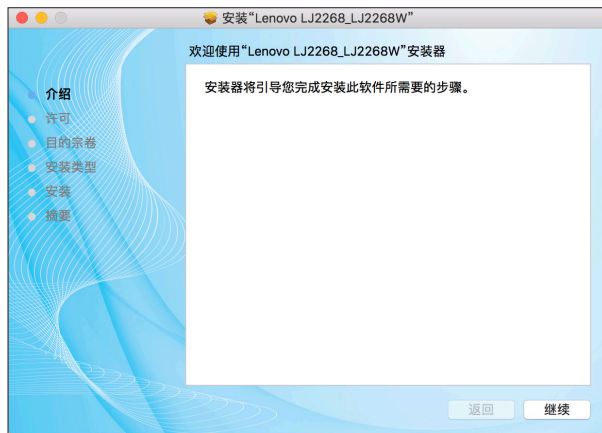 安装“Lenovo LJ2268_LJ2268W”
欢迎使用“Lenovo LJ2268_LJ2268W”安装器
介绍
许可
目的宗卷
安装类型
安装
摘要
安装器将引导您完成安装此软件所需要的步骤。
返回
继续